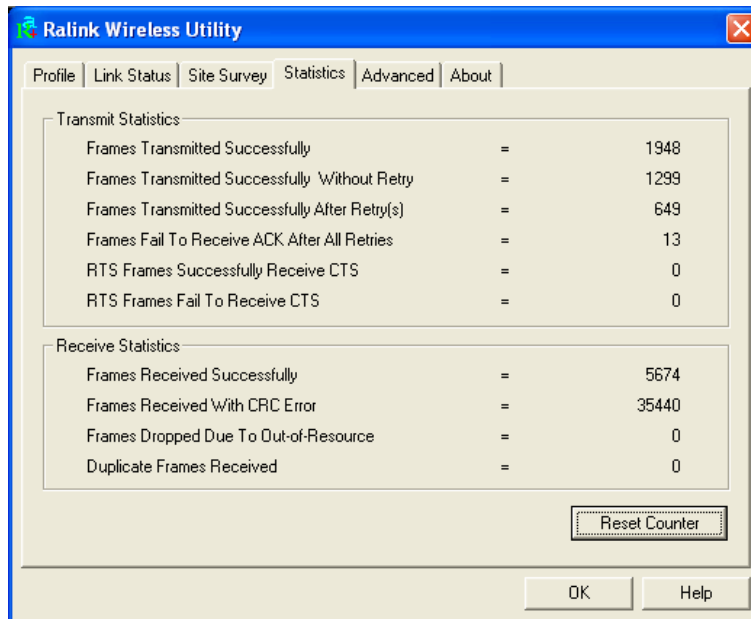 Ralink Wireless Utility
Profile Link Status Site Survey Statistics Advanced About
Transmit Statistics
Frames Transmitted Successfully = 1948
Frames Transmitted Successfully Without Retry = 1299
Frames Transmitted Successfully After Retry(s) = 649
Frames Fail To Receive ACK After All Retries = 13
RTS Frames Successfully Receive CTS = 0
RTS Frames Fail To Receive CTS = 0
Receive Statistics
Frames Received Successfully = 5674
Frames Received With CRC Error = 35440
Frames Dropped Due To Out-of-Resource = 0
Duplicate Frames Received = 0
Reset Counter
OK Help